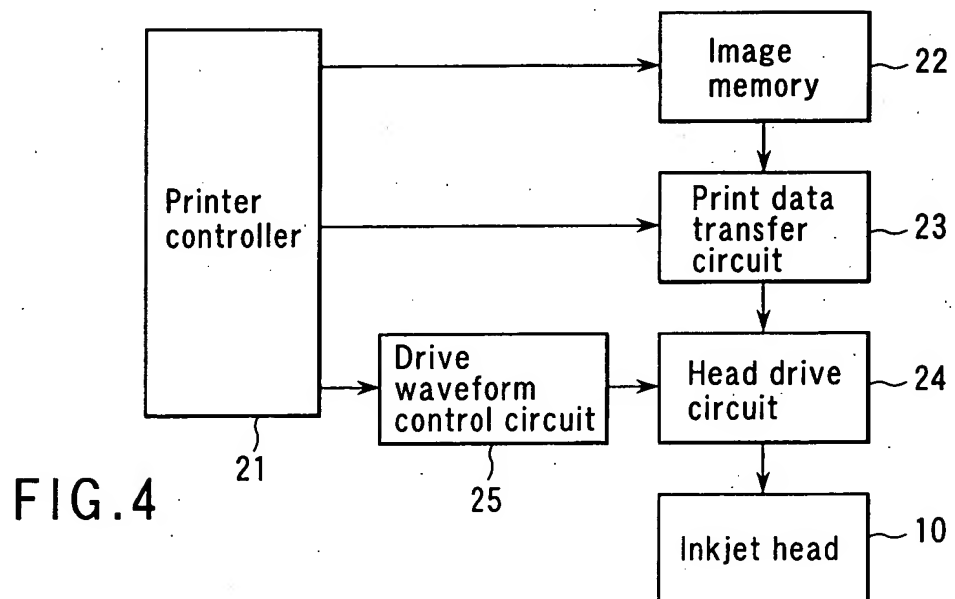 Image
memory
22
Printer
controller
Print data
transfer
circuit
23
Drive
waveform
control circuit
Head drive
circuit
24
21
25
FIG.4
Inkjet head
10